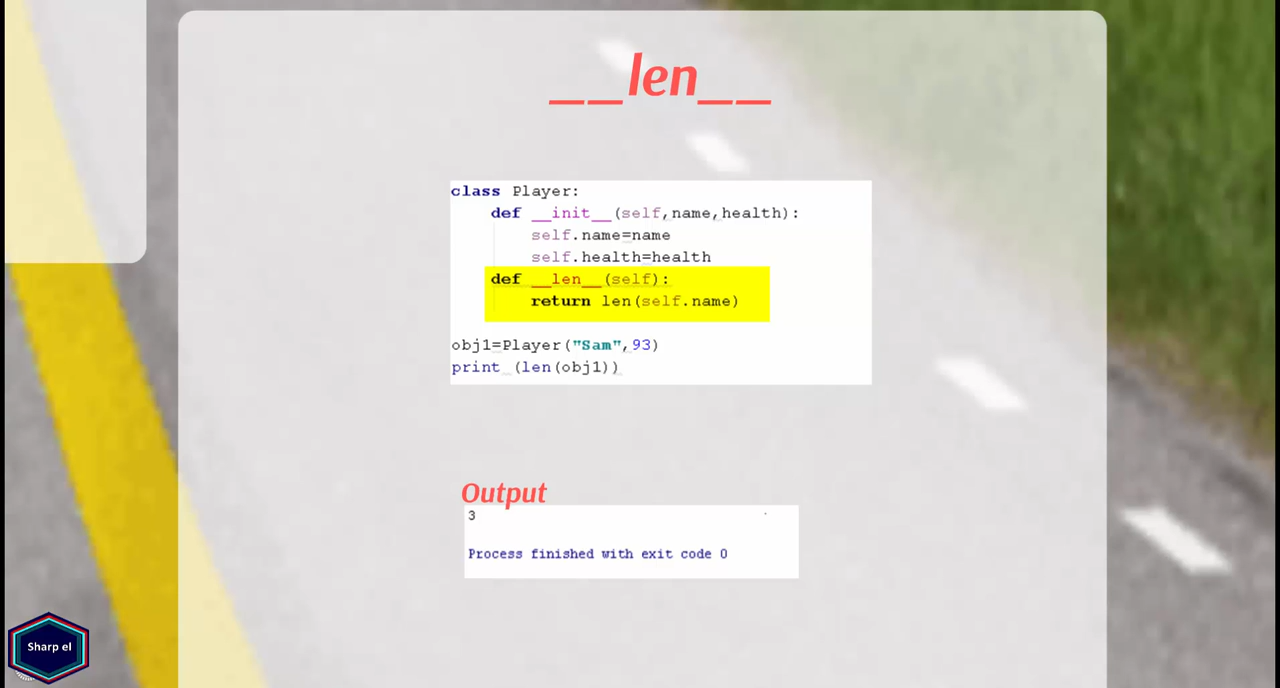 __len__
class Player:
    def __init__(self,name,health):
        self.name=name
        self.health=health
    def __len__(self):
        return len(self.name)

obj1=Player("Sam",93)
print (len(obj1))
Output
3
Process finished with exit code 0
Sharp el